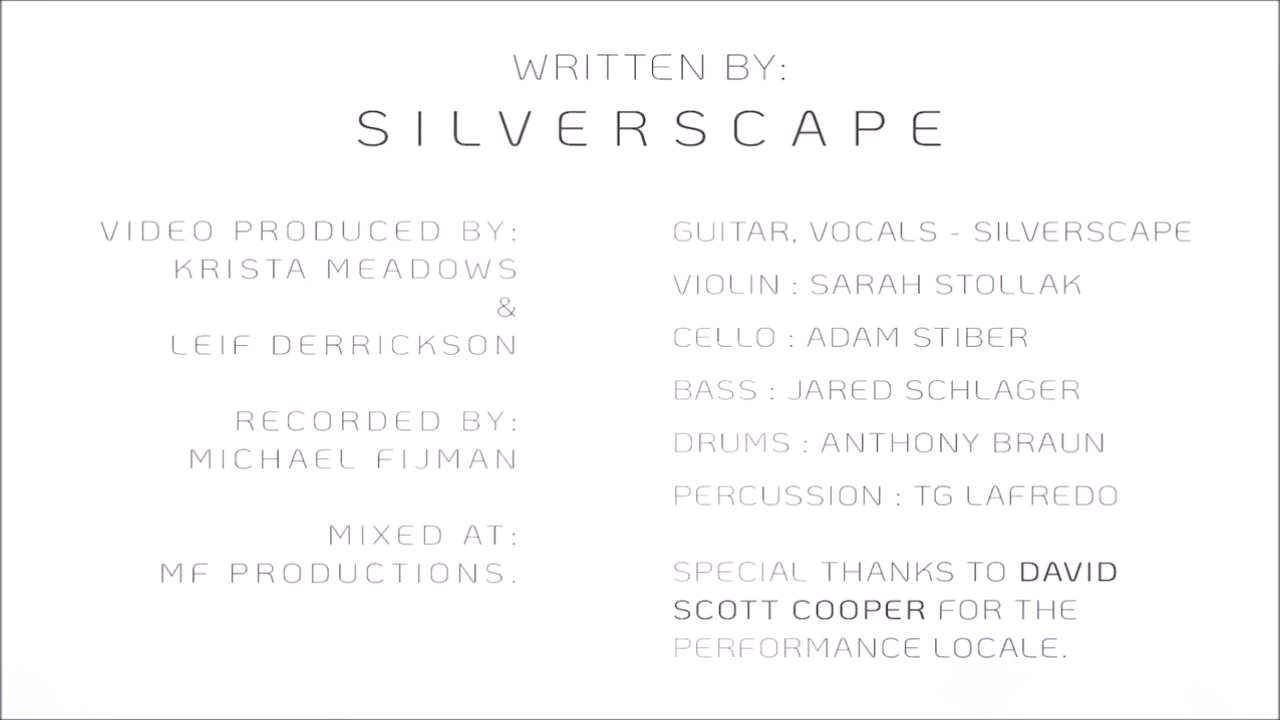 WRITTEN BY:
SILVERSCAPE
VIDEO PRODUCED BY:
KRISTA MEADOWS
&
LEIF DERRICKSON
RECORDED BY:
MICHAEL FIJMAN
MIXED AT:
MF PRODUCTIONS.
GUITAR, VOCALS - SILVERSCAPE
VIOLIN : SARAH STOLLAK
CELLO : ADAM STIBER
BASS : JARED SCHLAGER
DRUMS : ANTHONY BRAUN
PERCUSSION : TG LAFREDO
SPECIAL THANKS TO DAVID
SCOTT COOPER FOR THE
PERFORMANCE LOCALE.